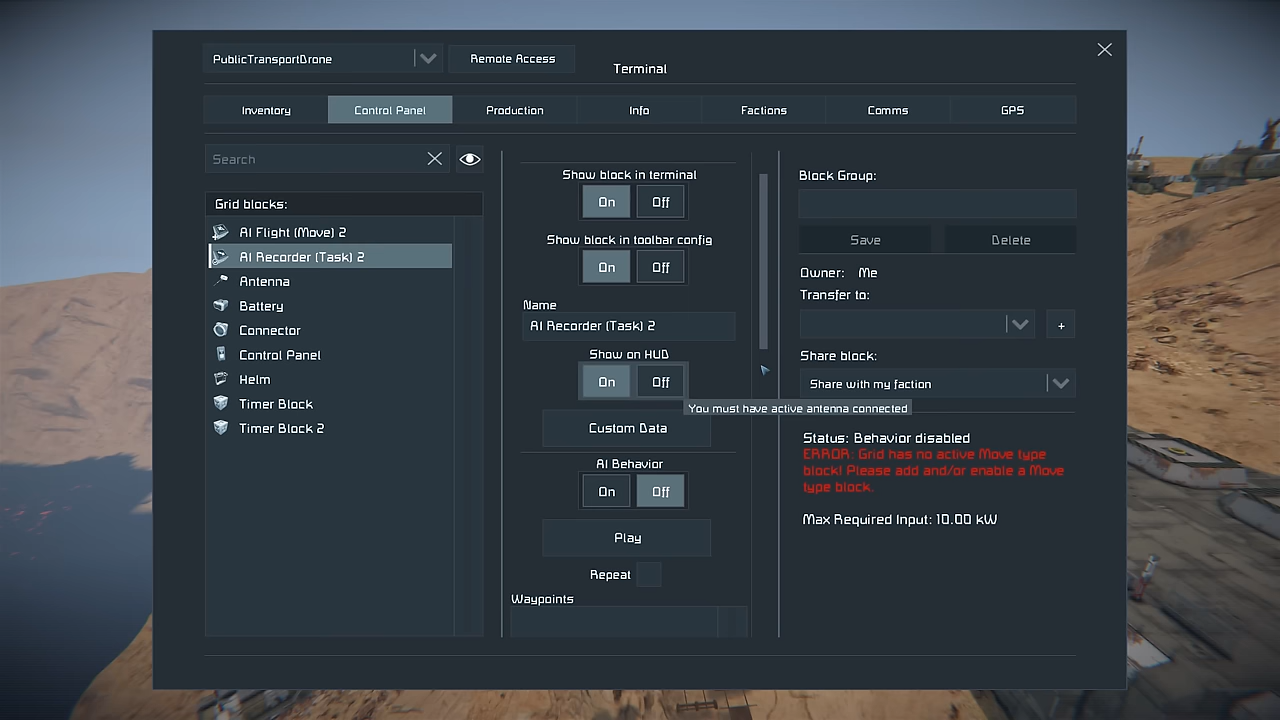 PublicTransportDrone
Remote Access
Terminal
Inventory
Control Panel
Production
Info
Factions
Comms
GPS
Search
Grid blocks:
AI Flight (Move) 2
AI Recorder (Task) 2
Antenna
Battery
Connector
Control Panel
Helm
Timer Block
Timer Block 2
Show block in terminal
On Off
Show block in toolbar config
On Off
Name
AI Recorder (Task) 2
Show on HUD
On Off
You must have active antenna connected
Custom Data
AI Behavior
On Off
Play
Repeat
Waypoints
Block Group:
Save Delete
Owner: Me
Transfer to:
+
Share block:
Share with my faction
Status: Behavior disabled
ERROR: Grid has no active Move type
block! Please add and/or enable a Move
type block.
Max Required Input: 10.00 kW